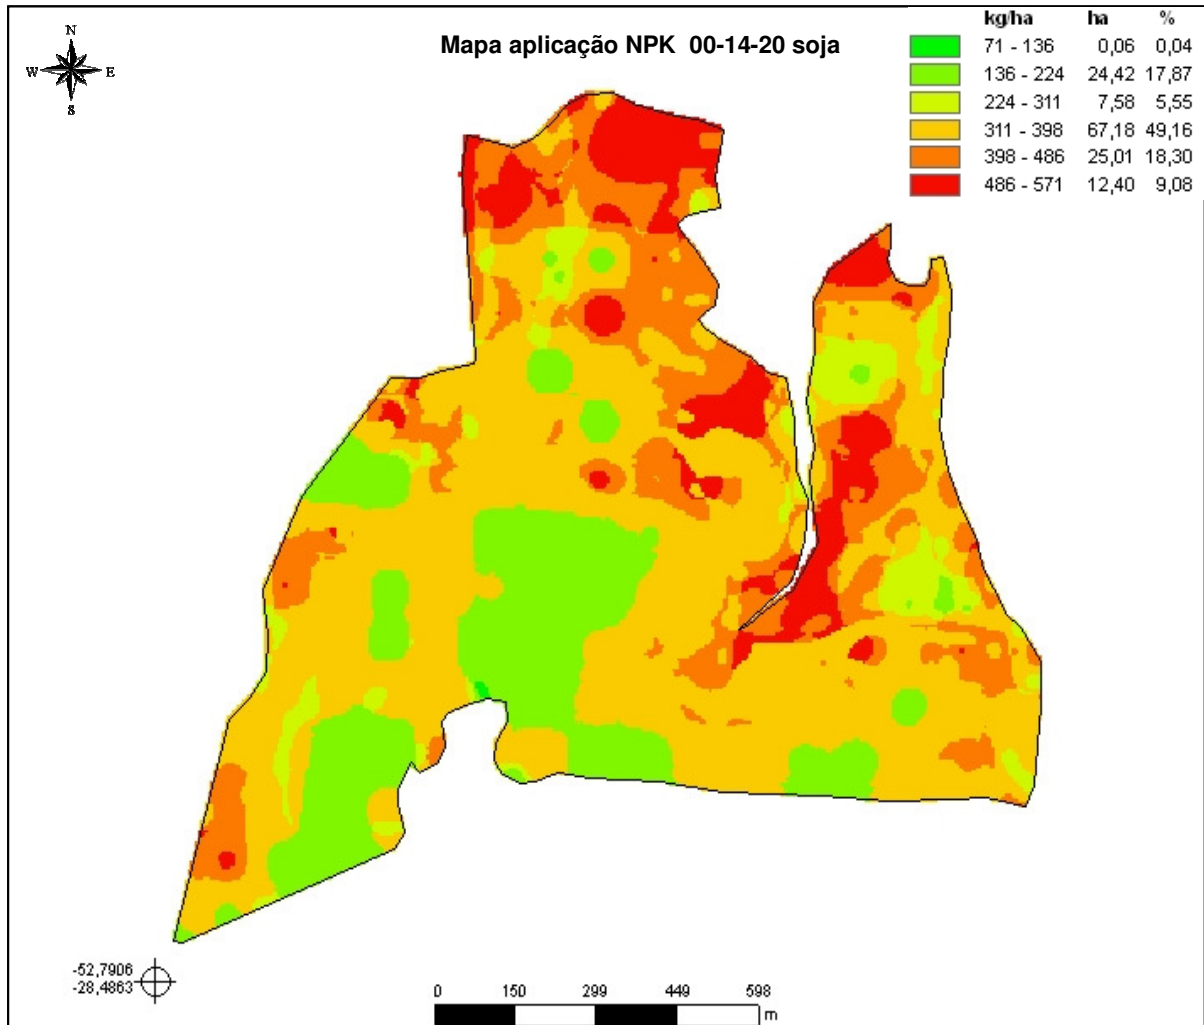 N
W E
S
Mapa aplicação NPK 00-14-20 soja
kg/ha ha %
71 - 136 0,06 0,04
136 - 224 24,42 17,87
224 - 311 7,58 5,55
311 - 398 67,18 49,16
398 - 486 25,01 18,30
486 - 571 12,40 9,08
-52,7906
-28,4863
0 150 299 449 598
m